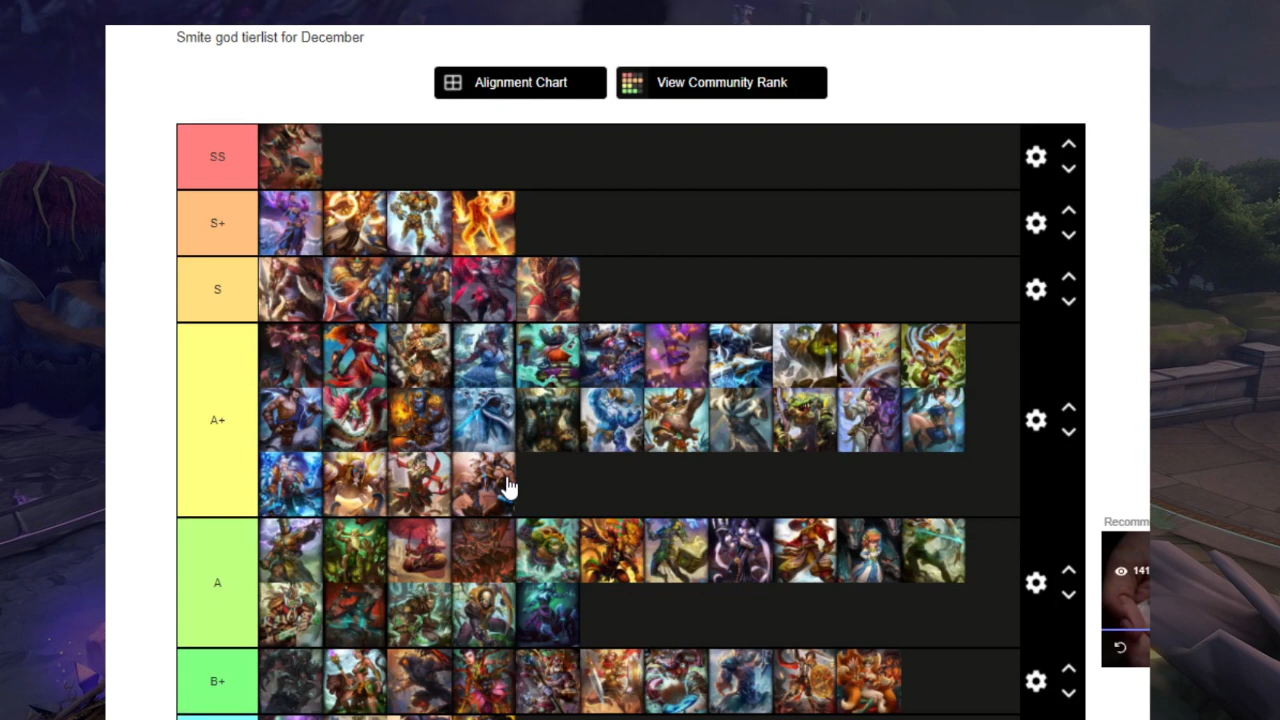 Smite god tierlist for December
Alignment Chart
View Community Rank
SS
S+
S
A+
A
B+
Recomm
141